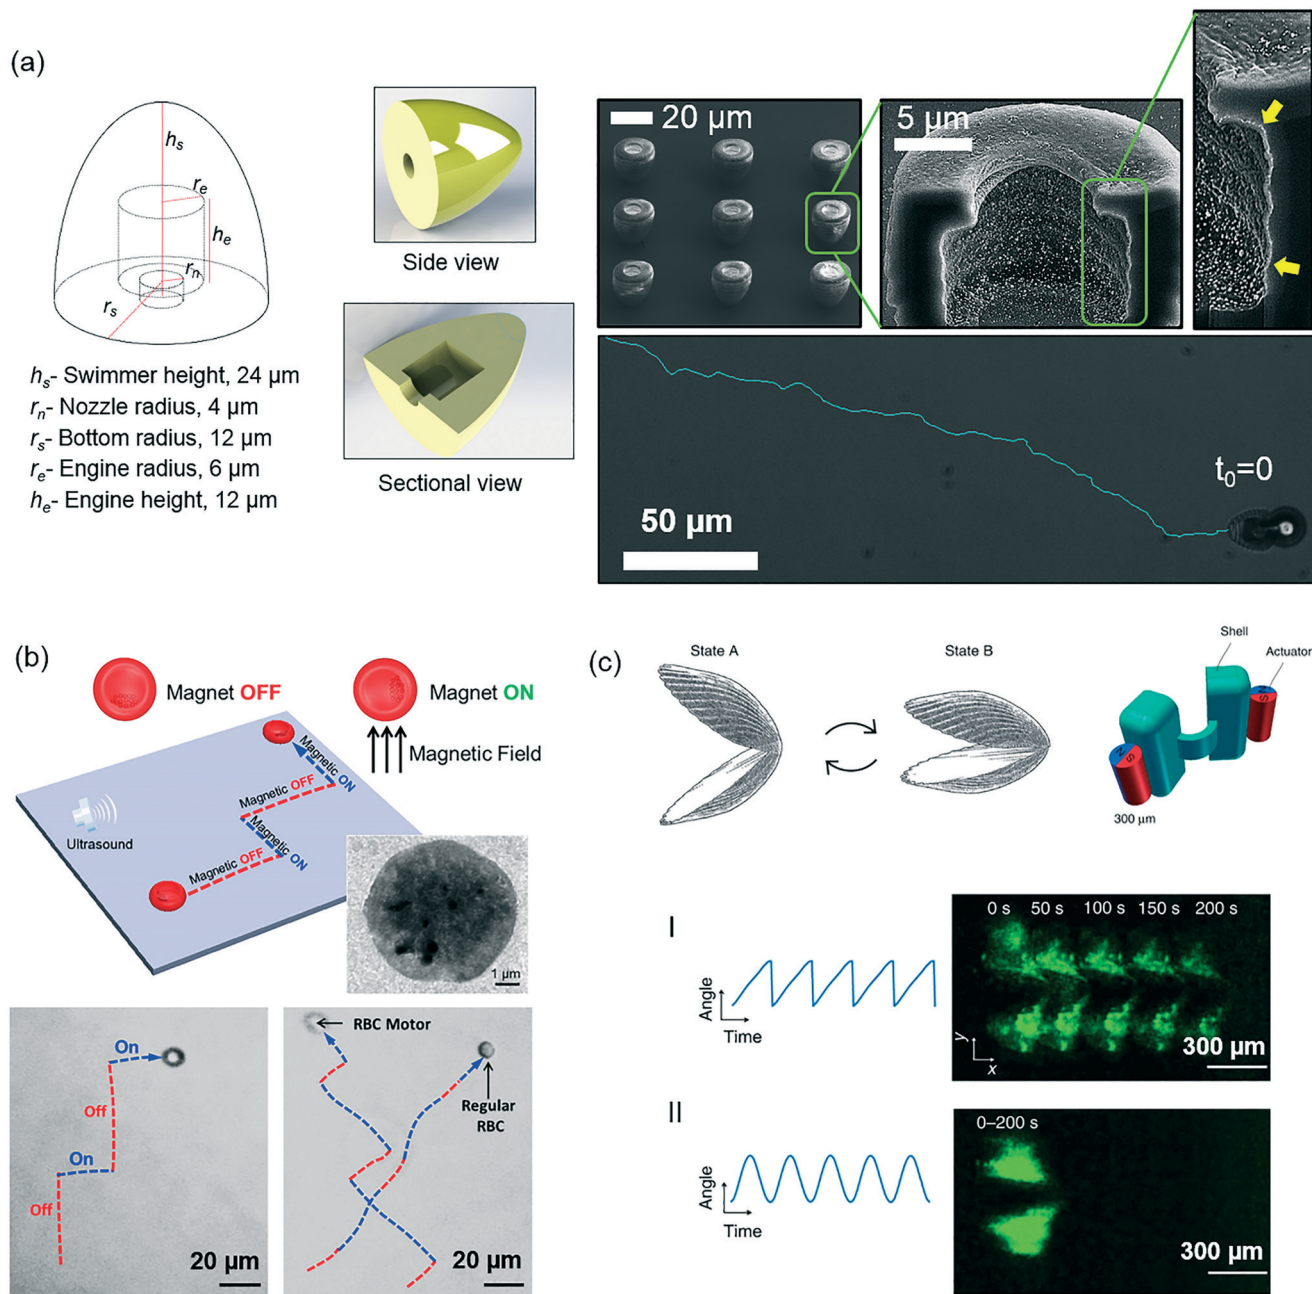 (a)
hs
re
he
rn
rs
hs- Swimmer height, 24 µm
rn- Nozzle radius, 4 µm
rs- Bottom radius, 12 µm
re- Engine radius, 6 µm
he- Engine height, 12 µm
Side view
Sectional view
20 µm
5 µm
t0=0
50 µm
(b)
Magnet OFF
Magnet ON
Magnetic Field
Ultrasound
Magnetic ON
Magnetic OFF
Magnetic ON
Magnetic OFF
1 µm
On
Off
On
Off
20 µm
RBC Motor
Regular
RBC
20 µm
(c)
State A
State B
Shell
Actuator
S N
S N
300 µm
I
Angle
Time
0 s 50 s 100 s 150 s 200 s
y
x
300 µm
II
Angle
Time
0–200 s
300 µm